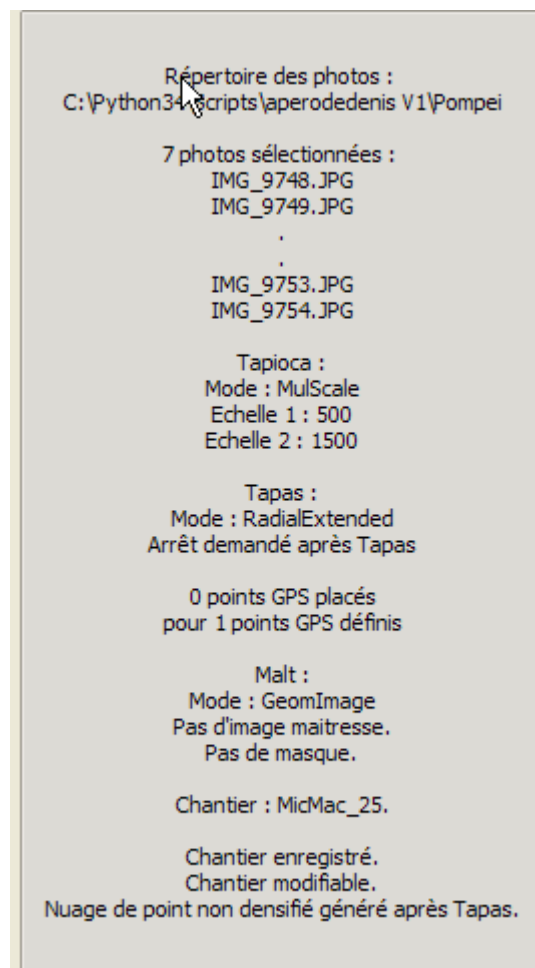 Répertoire des photos :
C:\Python34\Scripts\aperodedenis V1\Pompei
7 photos sélectionnées :
IMG_9748.JPG
IMG_9749.JPG
.
.
IMG_9753.JPG
IMG_9754.JPG
Tapioca :
Mode : MulScale
Echelle 1 : 500
Echelle 2 : 1500
Tapas :
Mode : RadialExtended
Arrêt demandé après Tapas
0 points GPS placés
pour 1 points GPS définis
Malt :
Mode : GeomImage
Pas d'image maitresse.
Pas de masque.
Chantier : MicMac_25.
Chantier enregistré.
Chantier modifiable.
Nuage de point non densifié généré après Tapas.